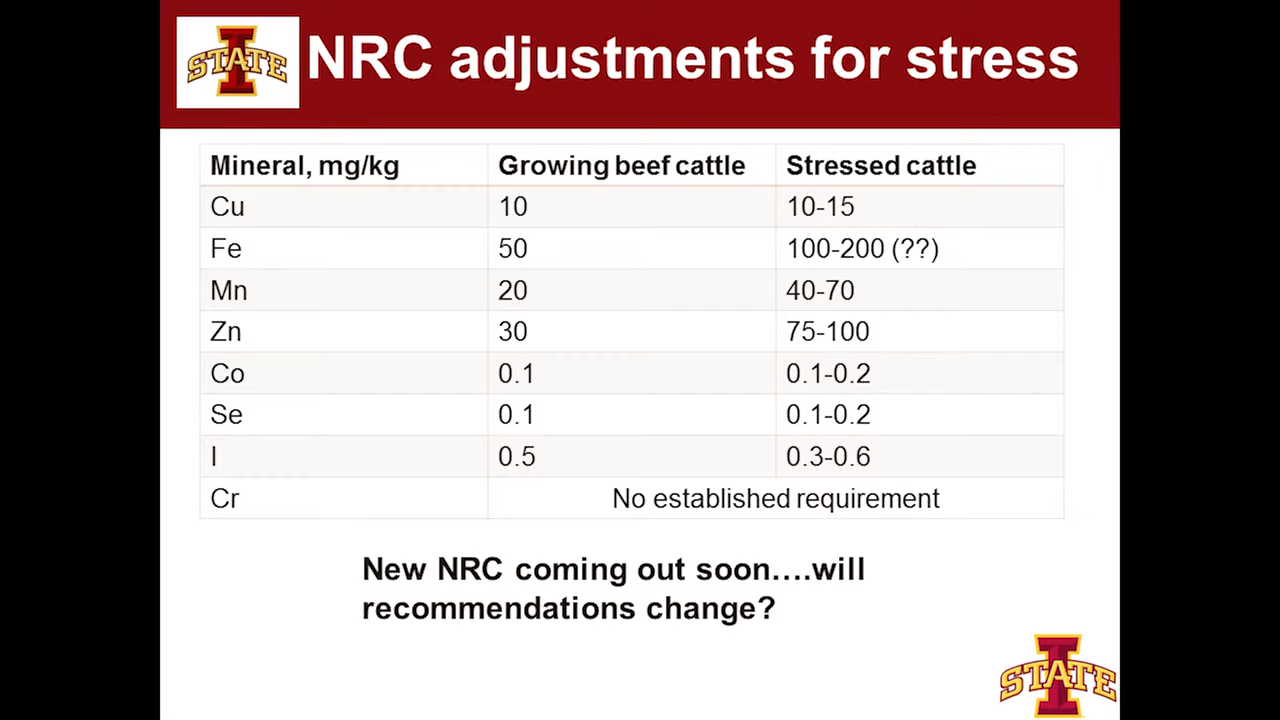 STATE
NRC adjustments for stress
Mineral, mg/kg Growing beef cattle Stressed cattle
Cu 10 10-15
Fe 50 100-200 (??)
Mn 20 40-70
Zn 30 75-100
Co 0.1 0.1-0.2
Se 0.1 0.1-0.2
I 0.5 0.3-0.6
Cr No established requirement
New NRC coming out soon....will
recommendations change?
STATE